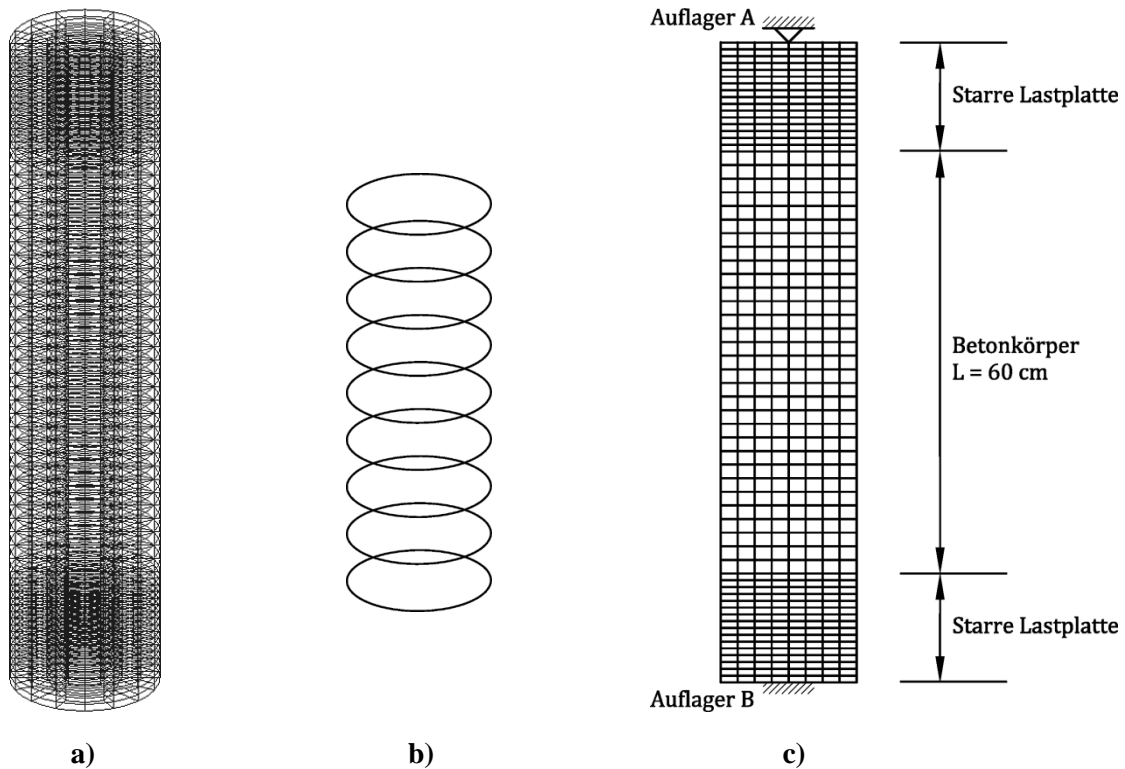 Auflager A
Starre Lastplatte
Betonkörper
L = 60 cm
Starre Lastplatte
Auflager B
a)
b)
c)